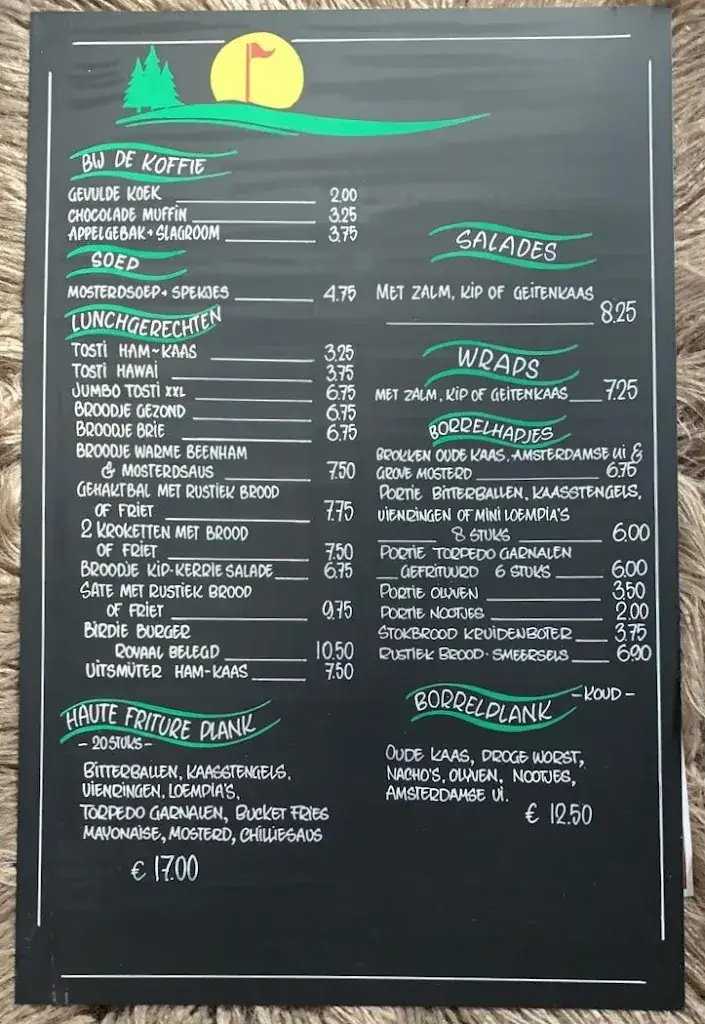 BIJ DE KOFFIE
GEVULDE KOEK 2.00
CHOCOLADE MUFFIN 3.25
APPELGEBAK + SLAGROOM 3.75
SOEP
MOSTERDSOEP + SPEKJES 4.75
LUNCHGERECHTEN
TOSTI HAM-KAAS 3.25
TOSTI HAWAI 3.75
JUMBO TOSTI XXL 6.75
BROODJE GEZOND 6.75
BROODJE BRIE 6.75
BROODJE WARME BEENHAM
& MOSTERDSAUS 7.50
GEHAKTBAL MET RUSTIEK BROOD
OF FRIET 7.75
2 KROKETTEN MET BROOD
OF FRIET 7.50
BROODJE KIP-KERRIE SALADE 6.75
SATE MET RUSTIEK BROOD
OF FRIET 9.75
BIRDIE BURGER
ROYAAL BELEGD 10.50
UITSMIJTER HAM-KAAS 7.50
HAUTE FRITURE PLANK
- 20 STUKS -
BITTERBALLEN, KAASSTENGELS,
UIENRINGEN, LOEMPIA'S,
TORPEDO GARNALEN, BUCKET FRIES
MAYONAISE, MOSTERD, CHILLIESAUS
€ 17.00
SALADES
MET ZALM, KIP OF GEITENKAAS
8.25
WRAPS
MET ZALM, KIP OF GEITENKAAS 7.25
BORRELHAPJES
BROKKEN OUDE KAAS, AMSTERDAMSE UI &
GROVE MOSTERD 6.75
PORTIE BITTERBALLEN, KAASSTENGELS,
UIENRINGEN OF MINI LOEMPIA'S
8 STUKS 6.00
PORTIE TORPEDO GARNALEN
GEFRITUURD 6 STUKS 6.00
PORTIE OLIJVEN 3.50
PORTIE NOOTJES 2.00
STOKBROOD KRUIDENBOTER 3.75
RUSTIEK BROOD - SMEERSELS 6.90
BORRELPLANK - KOUD -
OUDE KAAS, DROGE WORST,
NACHO'S, OLIJVEN, NOOTJES,
AMSTERDAMSE UI.
€ 12.50